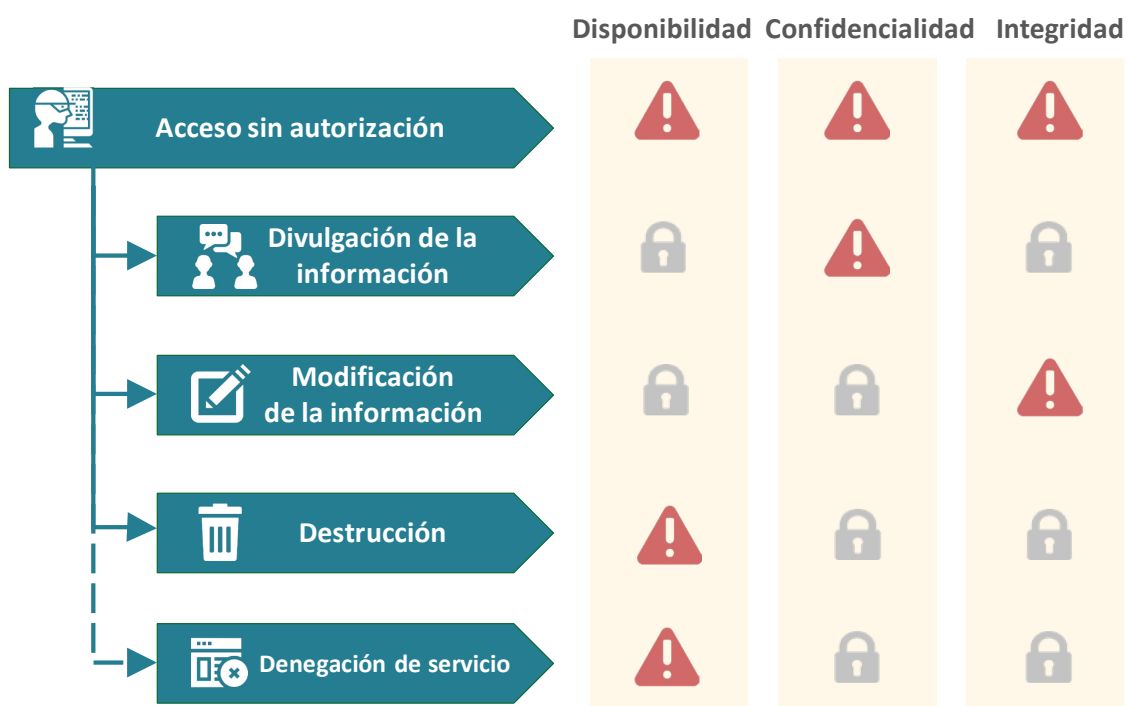 Disponibilidad Confidencialidad Integridad
Acceso sin autorización
Divulgación de la
información
Modificación
de la información
Destrucción
Denegación de servicio